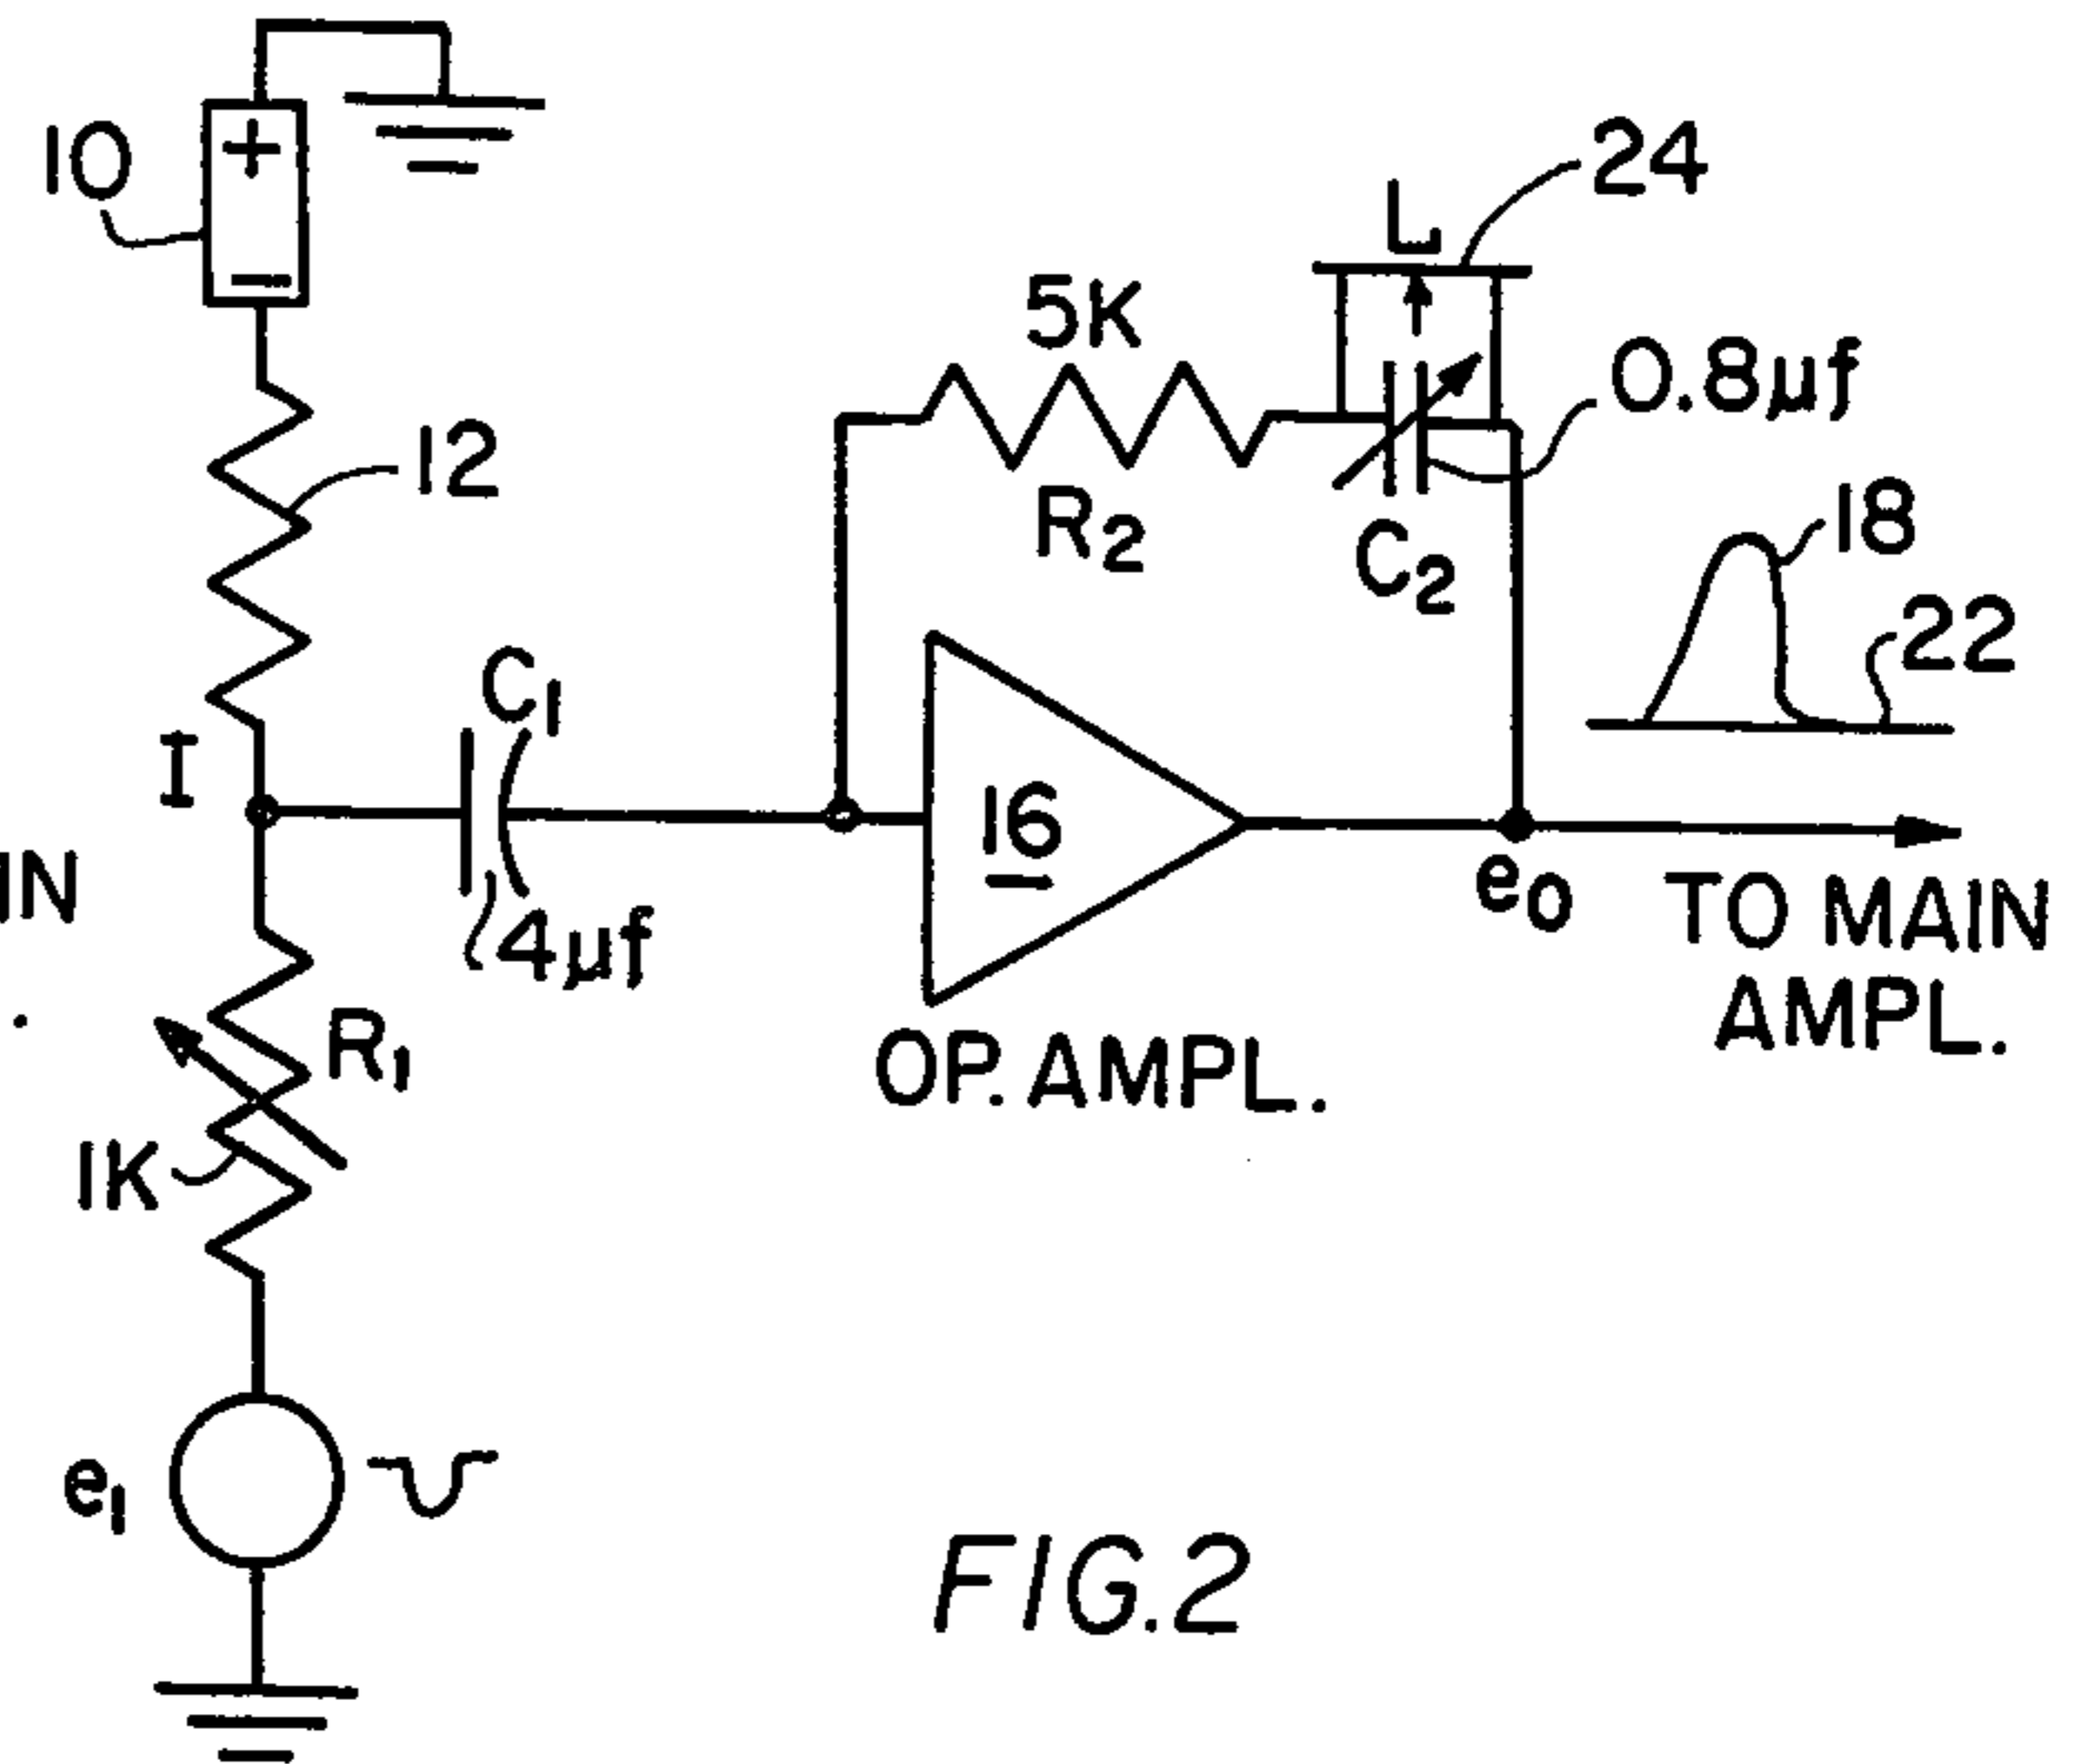 10
+
24
L
5K
0.8µf
12
R2
C2
18
22
C1
I
16
4µf
eo
TO MAIN
AMPL.
IN
.
R1
OP. AMPL.
1K
e1
FIG.2